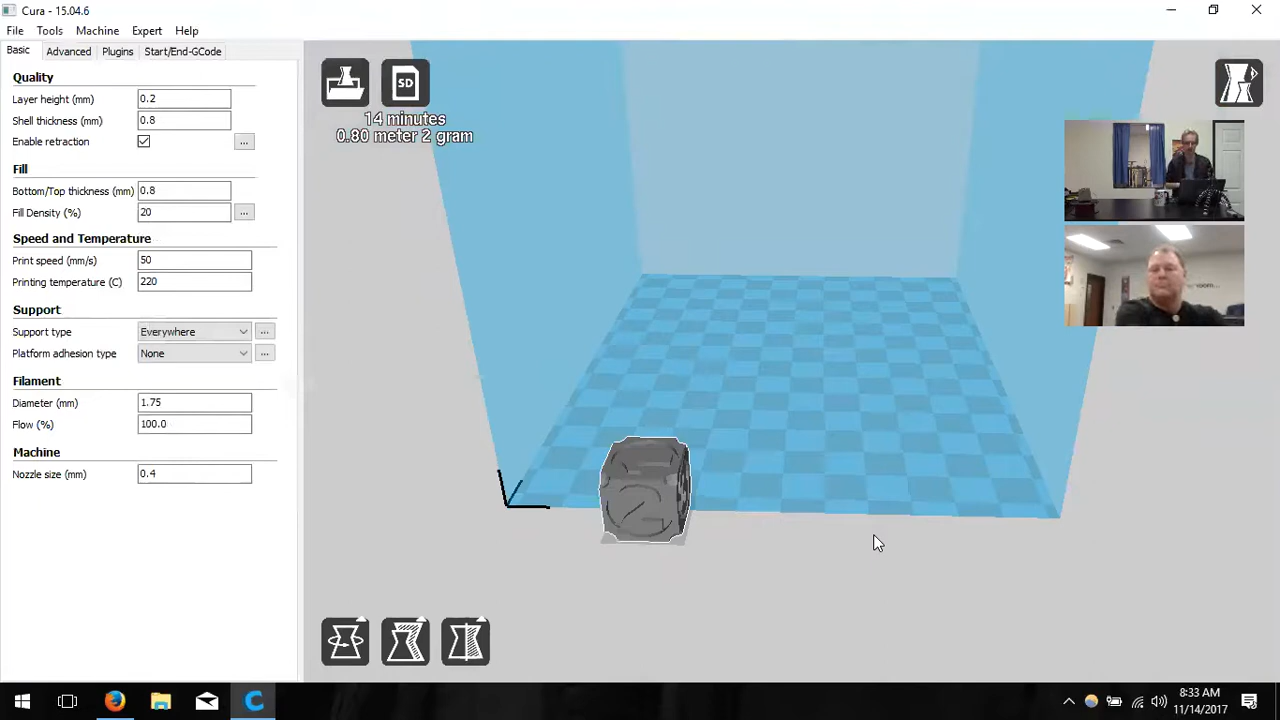 Cura - 15.04.6
File Tools Machine Expert Help
Basic Advanced Plugins Start/End-GCode
Quality
Layer height (mm) 0.2
Shell thickness (mm) 0.8
Enable retraction ...
Fill
Bottom/Top thickness (mm) 0.8
Fill Density (%) 20 ...
Speed and Temperature
Print speed (mm/s) 50
Printing temperature (C) 220
Support
Support type Everywhere ...
Platform adhesion type None ...
Filament
Diameter (mm) 1.75
Flow (%) 100.0
Machine
Nozzle size (mm) 0.4
SD
14 minutes
0.80 meter 2 gram
2
8:33 AM
11/14/2017